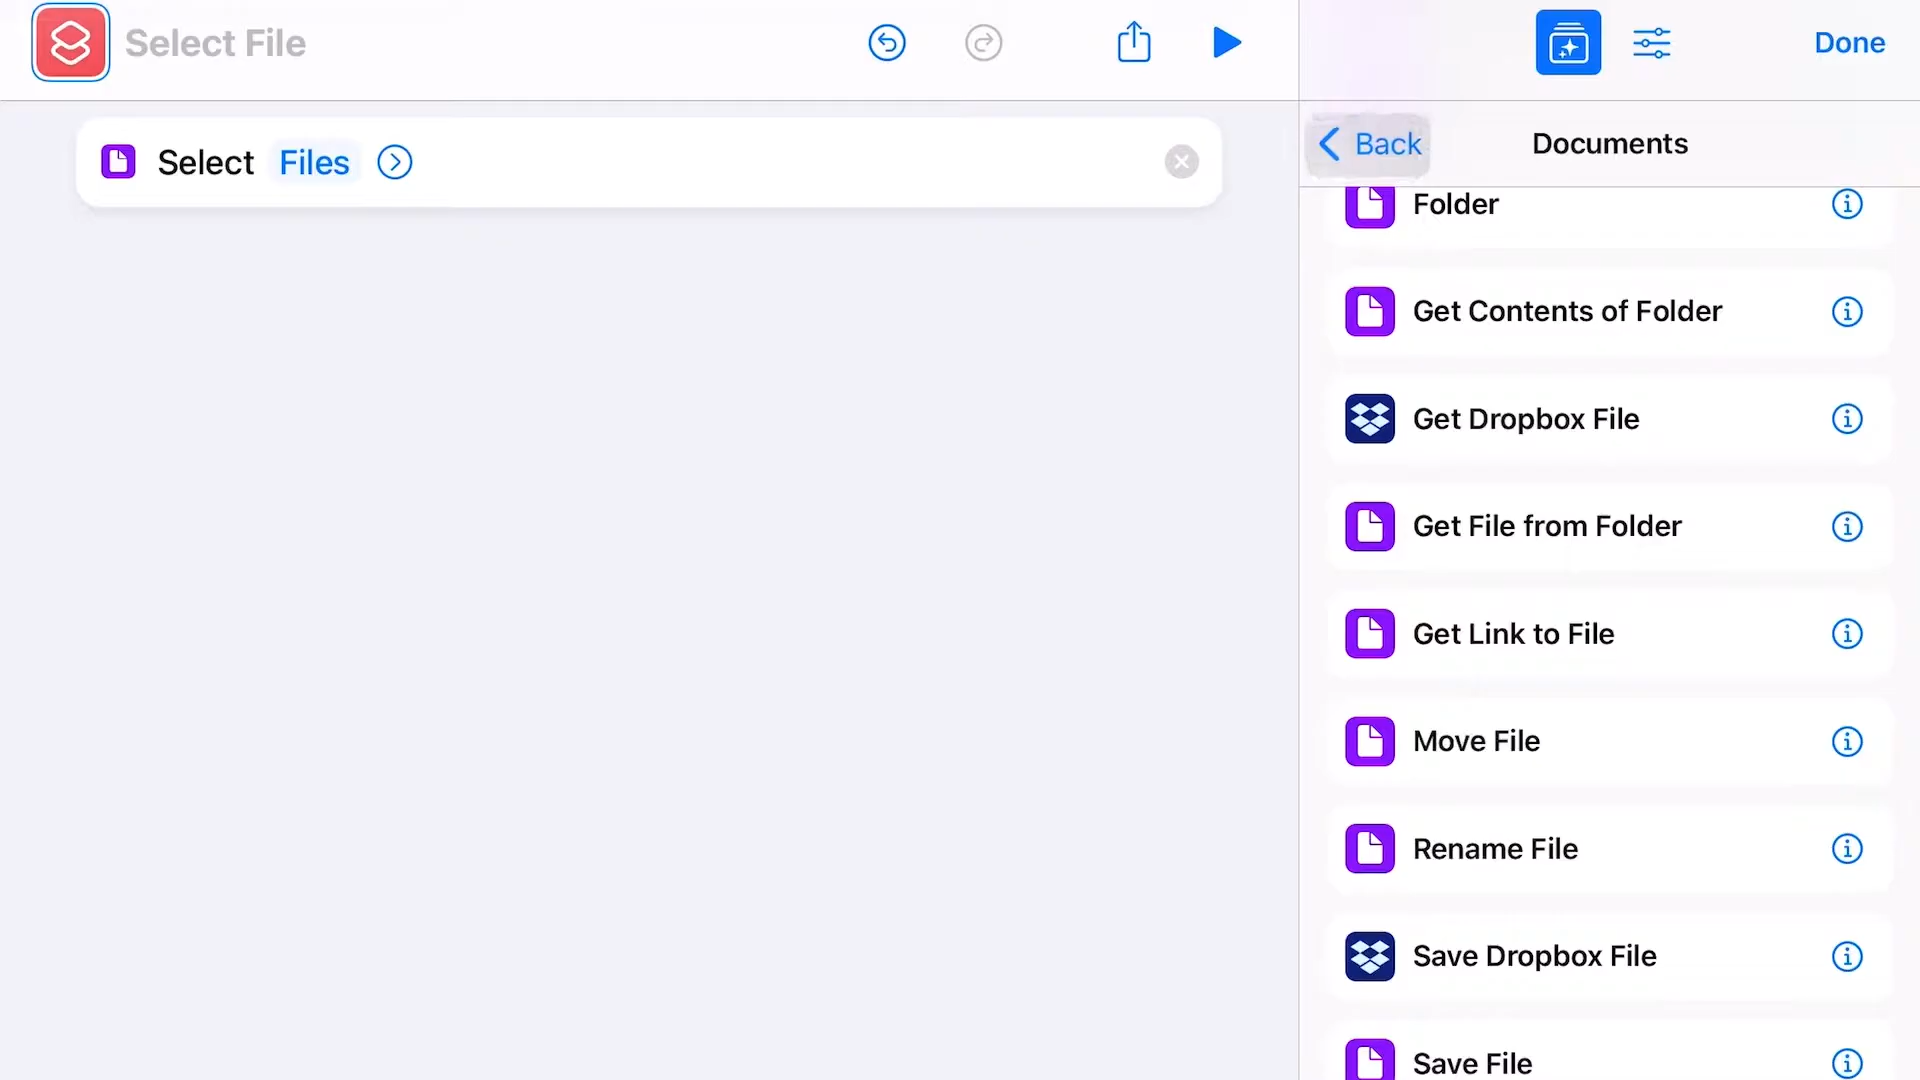 Select File
Done
Select Files
Back
Documents
Folder
Get Contents of Folder
Get Dropbox File
Get File from Folder
Get Link to File
Move File
Rename File
Save Dropbox File
Save File